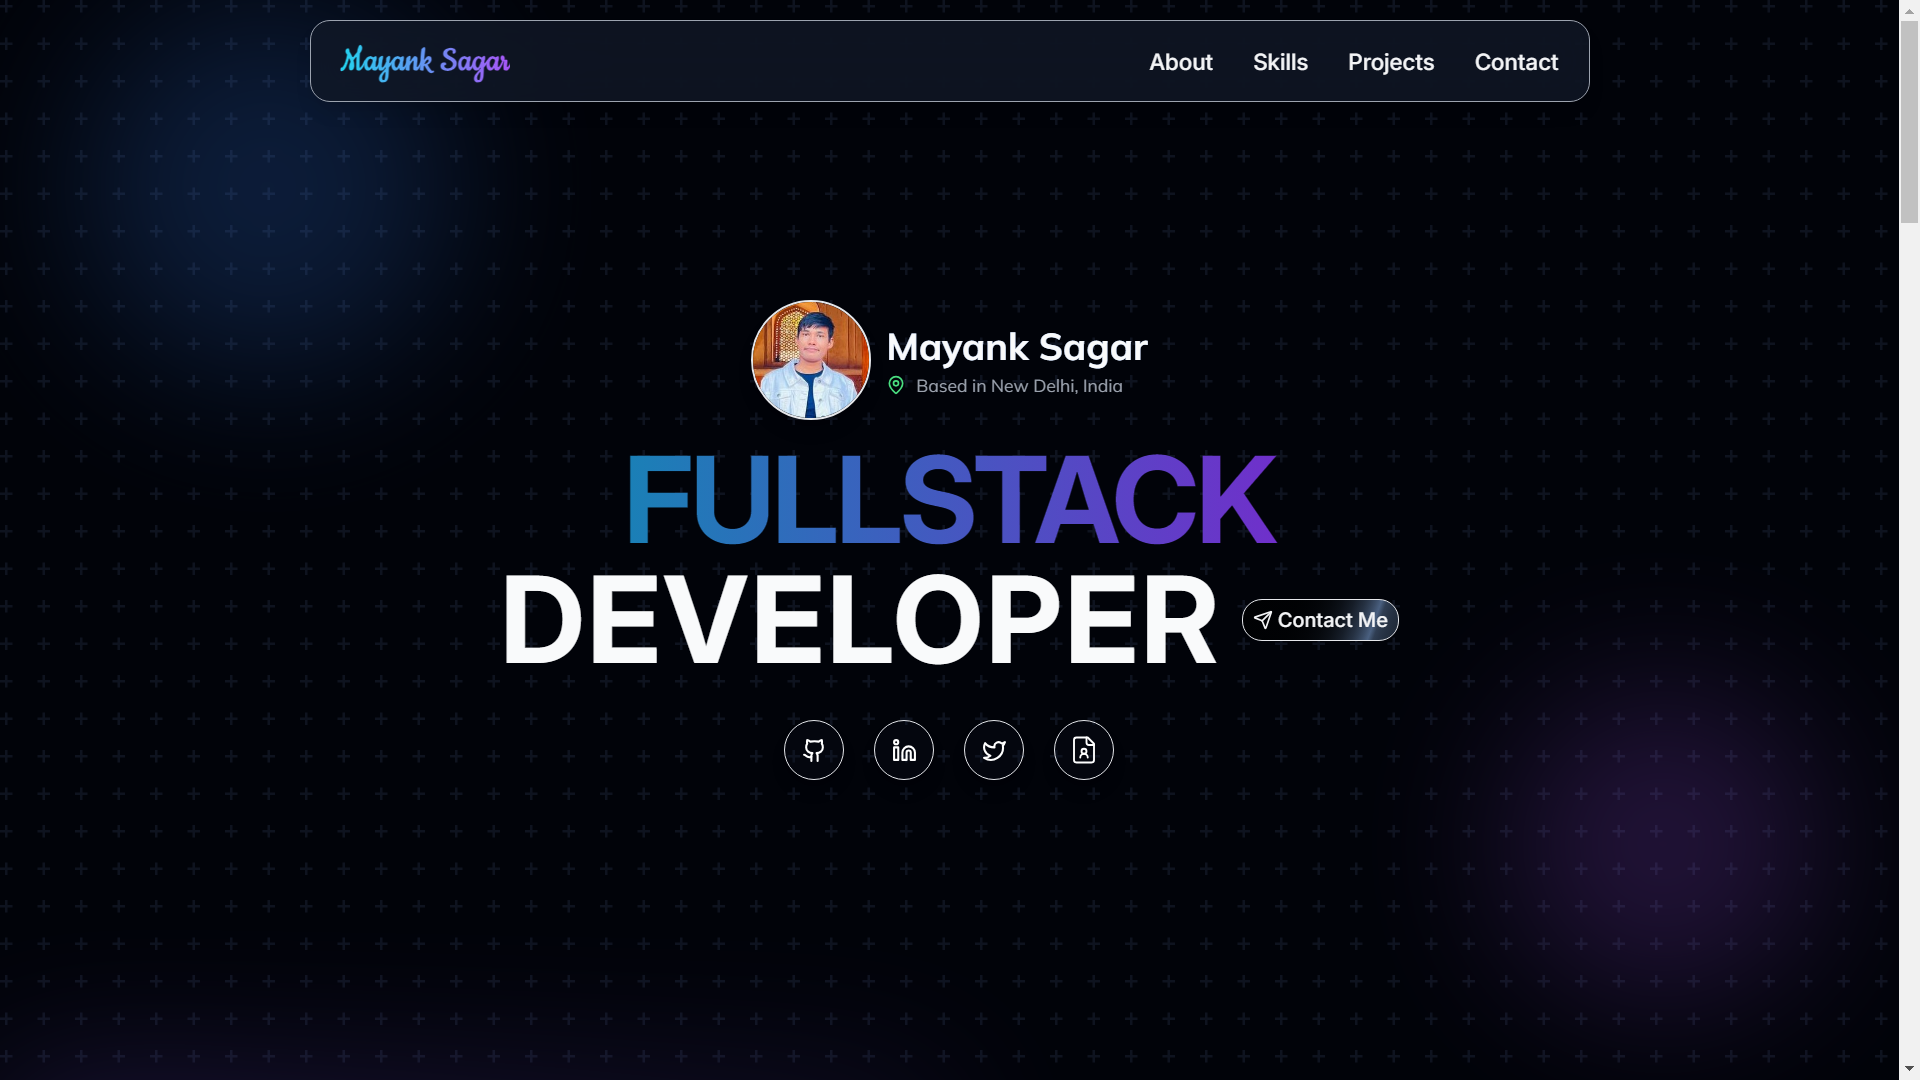 Mayank Sagar
About
Skills
Projects
Contact
Mayank Sagar
Based in New Delhi, India
FULLSTACK
DEVELOPER
Contact Me